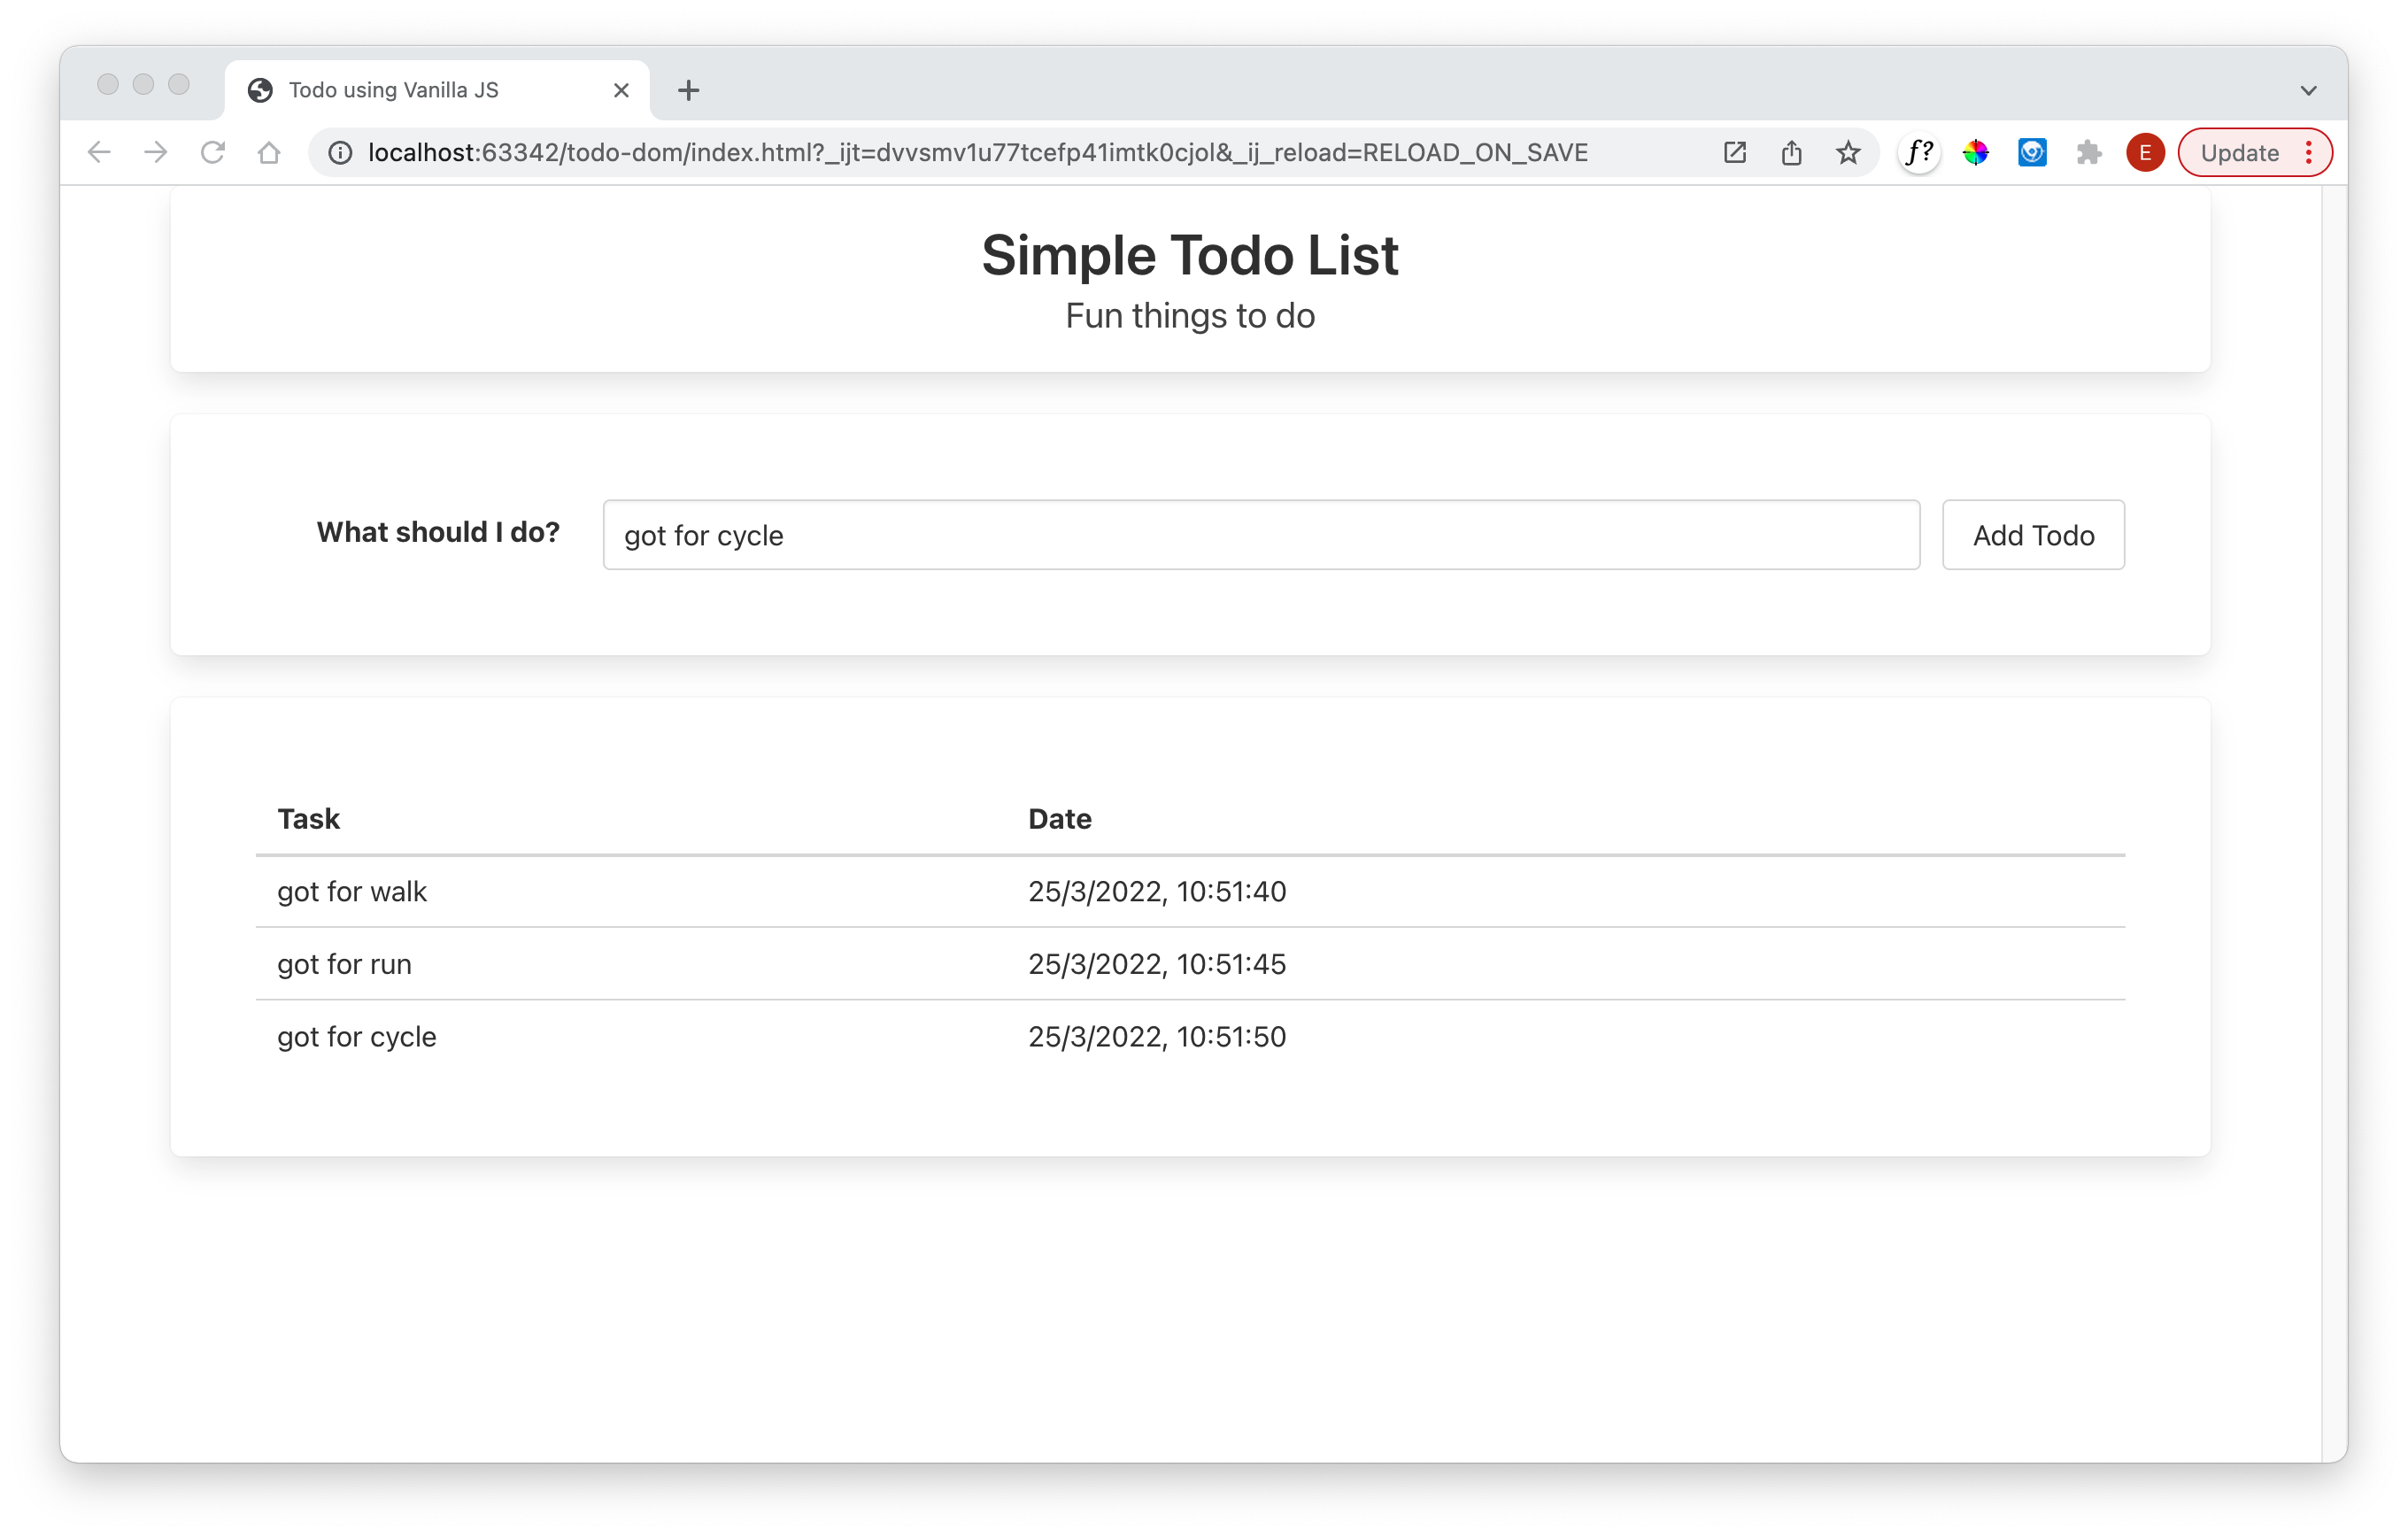 Todo using Vanilla JS
localhost:63342/todo-dom/index.html?_ijt=dvvsmv1u77tcefp41imtk0cjol&_ij_reload=RELOAD_ON_SAVE f? E Update
Simple Todo List
Fun things to do
What should I do? got for cycle Add Todo
Task Date
got for walk 25/3/2022, 10:51:40
got for run 25/3/2022, 10:51:45
got for cycle 25/3/2022, 10:51:50